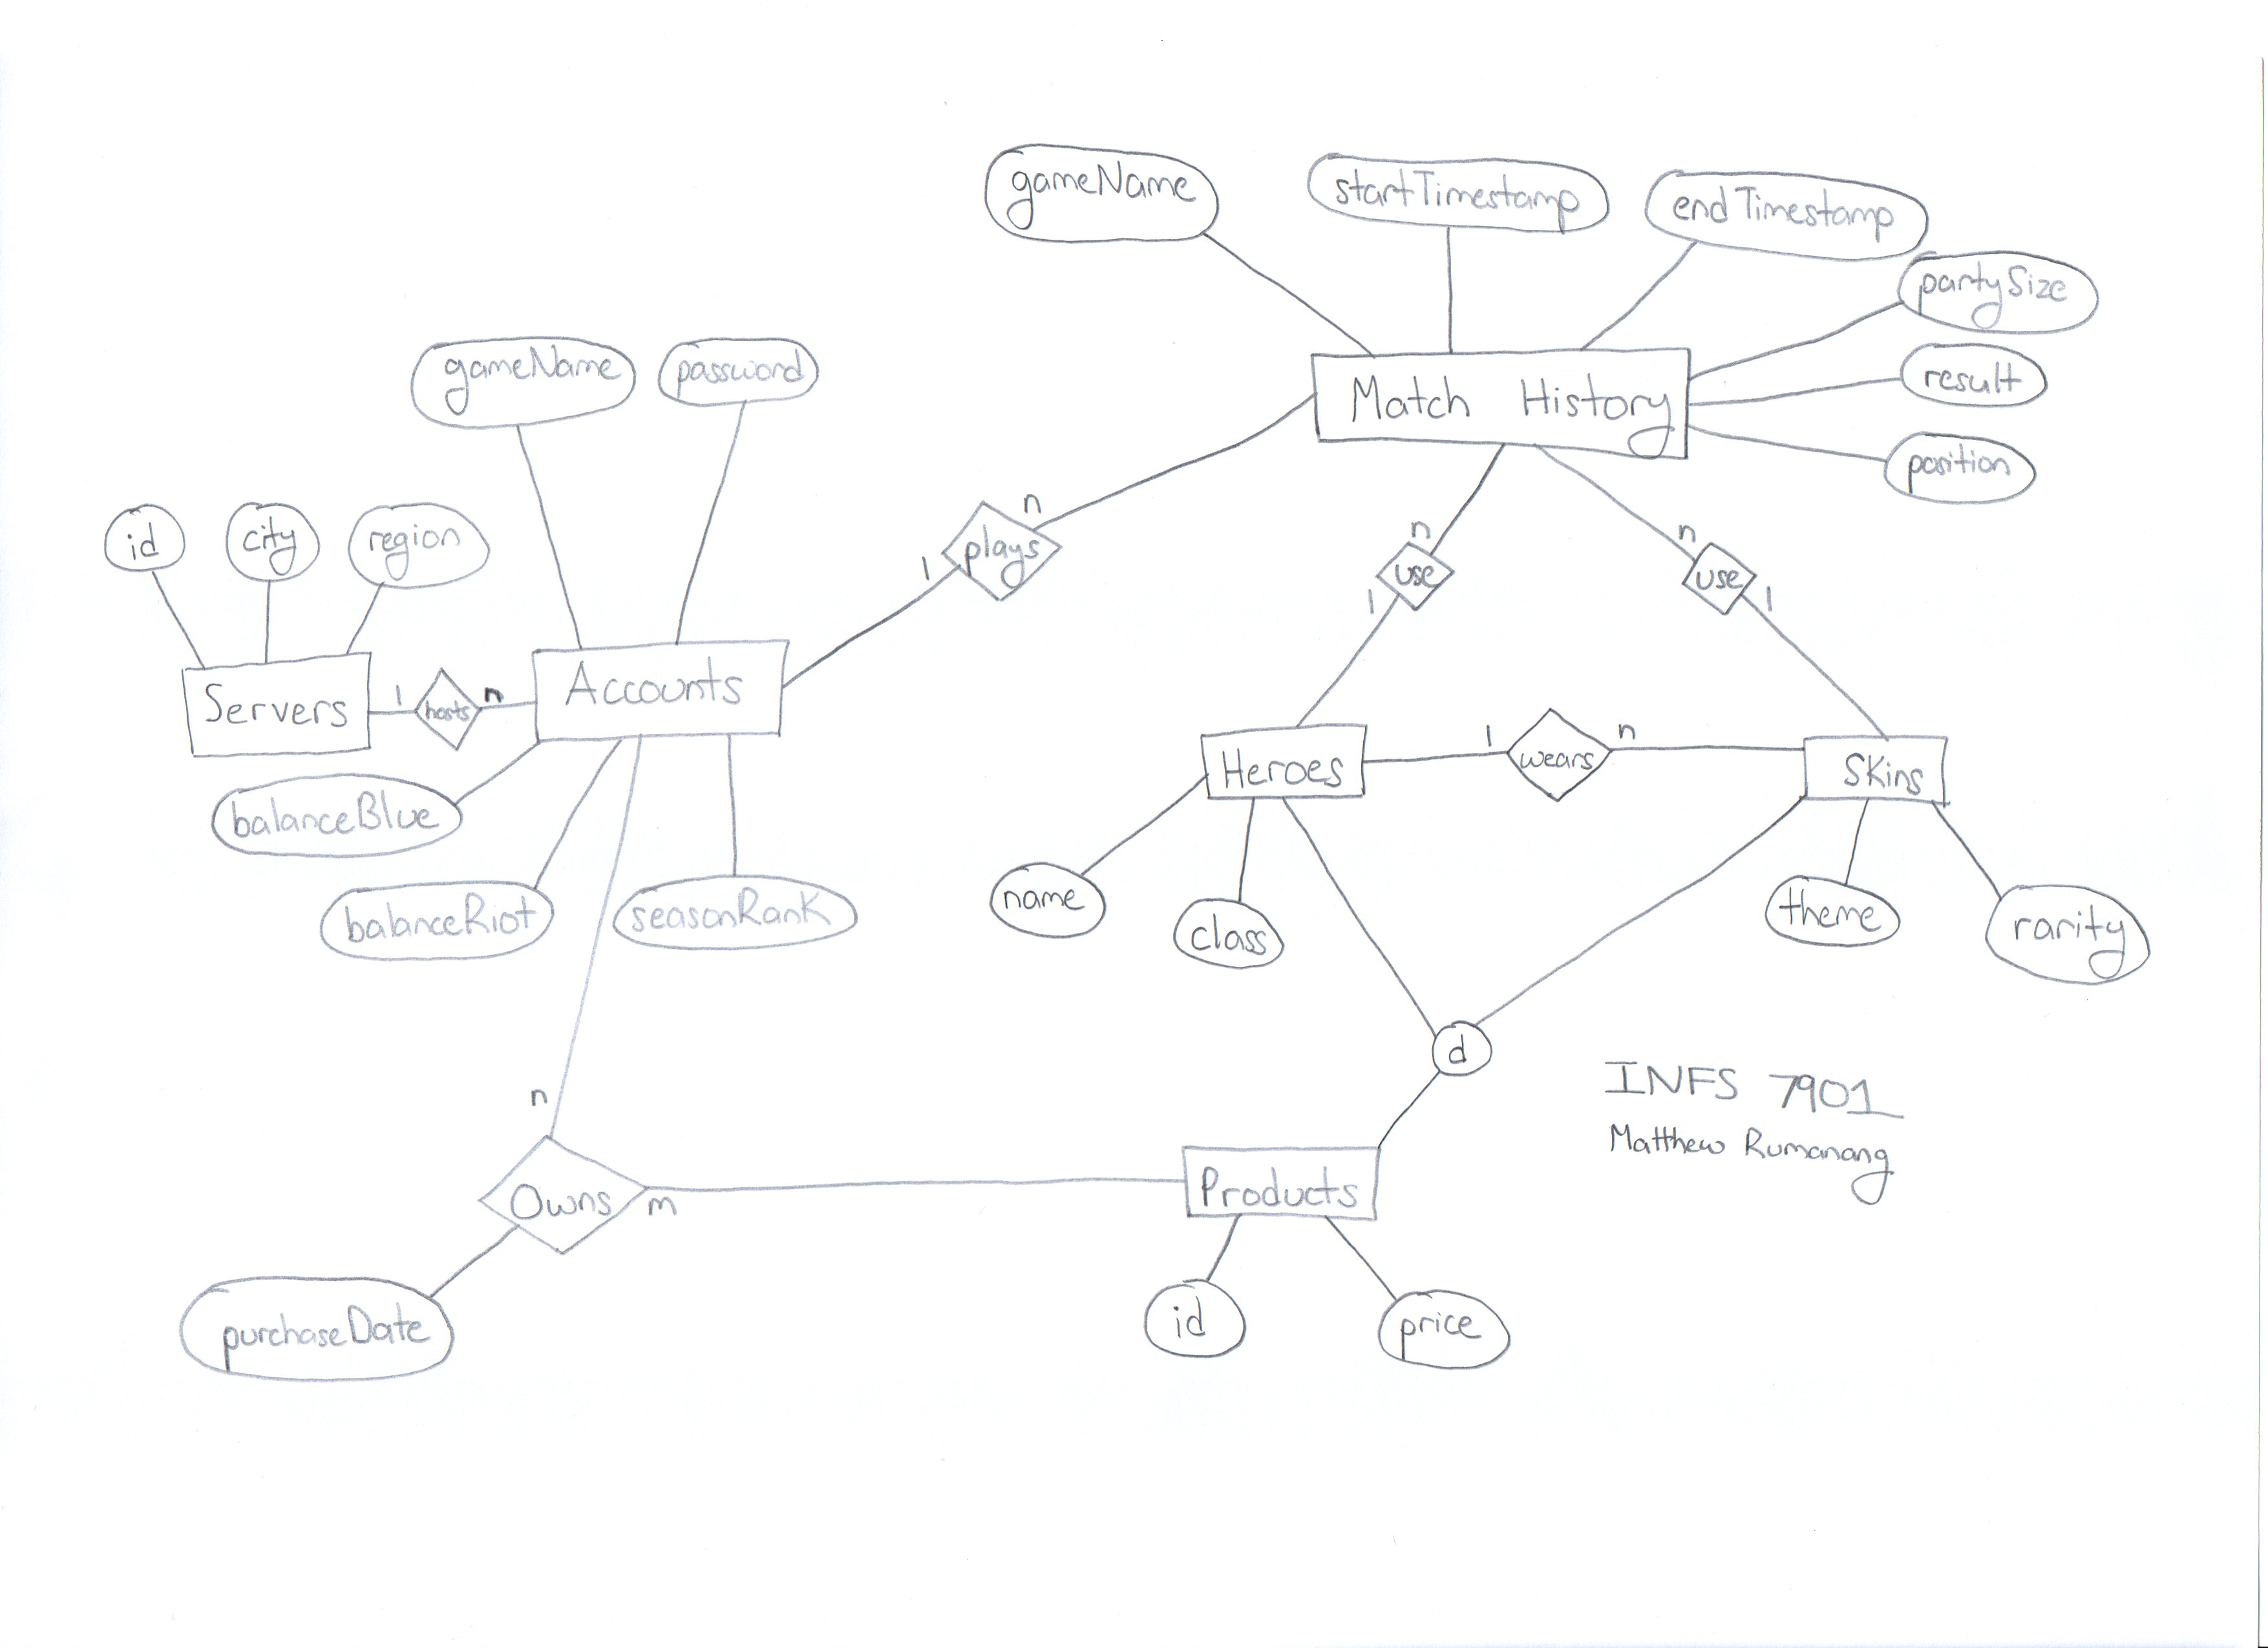 gameName
startTimestamp
endTimestamp
partySize
result
position
Match History
gameName
password
id
city
region
Servers
1
hosts
n
Accounts
1
plays
n
n
use
1
n
use
1
balanceBlue
balanceRiot
seasonRank
Heroes
1
wears
n
Skins
name
class
theme
rarity
d
n
Owns
m
purchaseDate
Products
id
price
INFS 7901
Matthew Rumanang